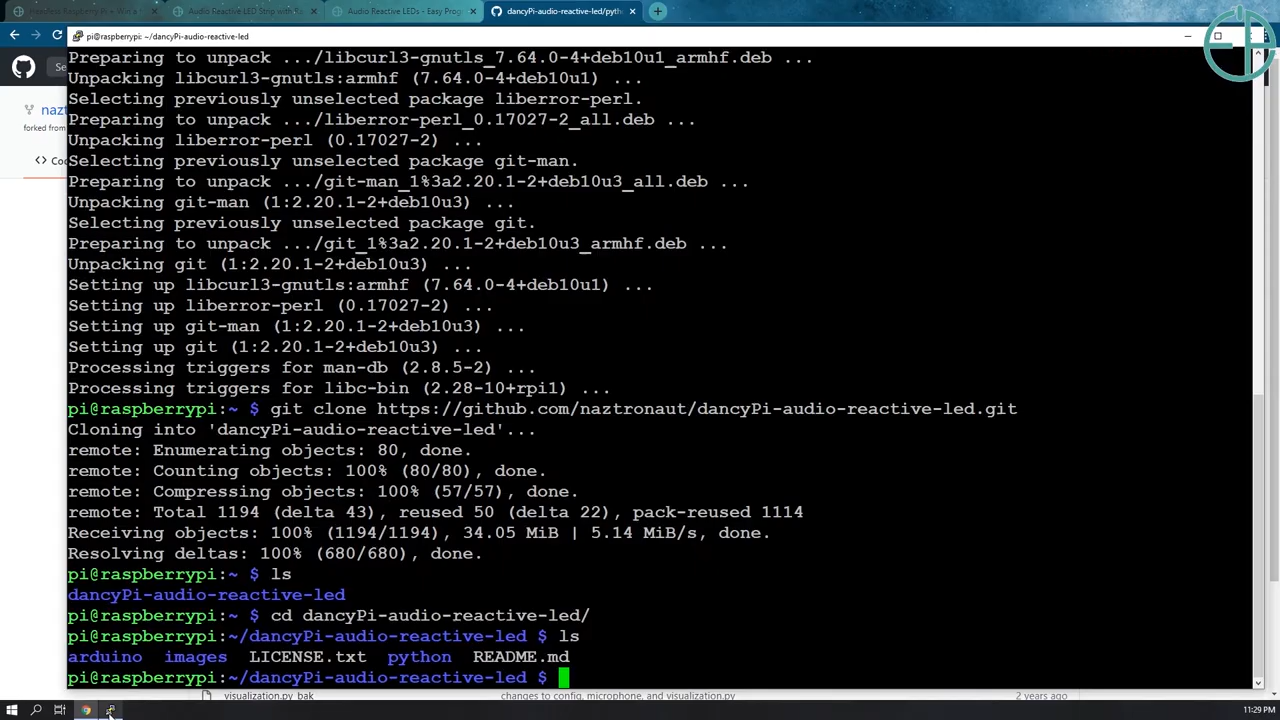 Audio Reactive LED Strip with Ra
Audio Reactive LEDs - Easy Prog
dancyPi-audio-reactive-led/pyth
pi@raspberrypi: ~/dancyPi-audio-reactive-led
Preparing to unpack .../libcurl3-gnutls_7.64.0-4+deb10u1_armhf.deb ...
Unpacking libcurl3-gnutls:armhf (7.64.0-4+deb10u1) ...
Selecting previously unselected package liberror-perl.
Preparing to unpack .../liberror-perl_0.17027-2_all.deb ...
Unpacking liberror-perl (0.17027-2) ...
Selecting previously unselected package git-man.
Preparing to unpack .../git-man_1%3a2.20.1-2+deb10u3_all.deb ...
Unpacking git-man (1:2.20.1-2+deb10u3) ...
Selecting previously unselected package git.
Preparing to unpack .../git_1%3a2.20.1-2+deb10u3_armhf.deb ...
Unpacking git (1:2.20.1-2+deb10u3) ...
Setting up libcurl3-gnutls:armhf (7.64.0-4+deb10u1) ...
Setting up liberror-perl (0.17027-2) ...
Setting up git-man (1:2.20.1-2+deb10u3) ...
Setting up git (1:2.20.1-2+deb10u3) ...
Processing triggers for man-db (2.8.5-2) ...
Processing triggers for libc-bin (2.28-10+rpi1) ...
pi@raspberrypi:~ $ git clone https://github.com/naztronaut/dancyPi-audio-reactive-led.git
Cloning into 'dancyPi-audio-reactive-led'...
remote: Enumerating objects: 80, done.
remote: Counting objects: 100% (80/80), done.
remote: Compressing objects: 100% (57/57), done.
remote: Total 1194 (delta 43), reused 50 (delta 22), pack-reused 1114
Receiving objects: 100% (1194/1194), 34.05 MiB | 5.14 MiB/s, done.
Resolving deltas: 100% (680/680), done.
pi@raspberrypi:~ $ ls
dancyPi-audio-reactive-led
pi@raspberrypi:~ $ cd dancyPi-audio-reactive-led/
pi@raspberrypi:~/dancyPi-audio-reactive-led $ ls
arduino images LICENSE.txt python README.md
pi@raspberrypi:~/dancyPi-audio-reactive-led $
Se
nazt
forked from
<> Co
visualization.py_bak changes to config, microphone, and visualization.py 2 years ago
11:29 PM